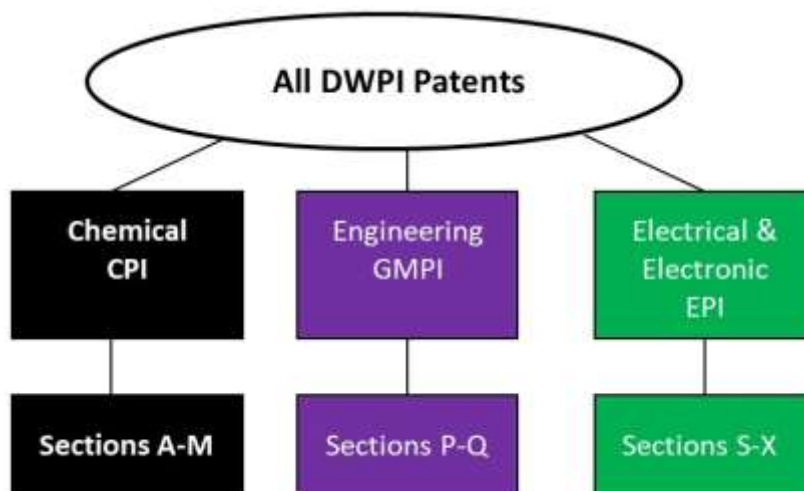 All DWPI Patents
Chemical
CPI
Engineering
GMPI
Electrical &
Electronic
EPI
Sections A-M
Sections P-Q
Sections S-X